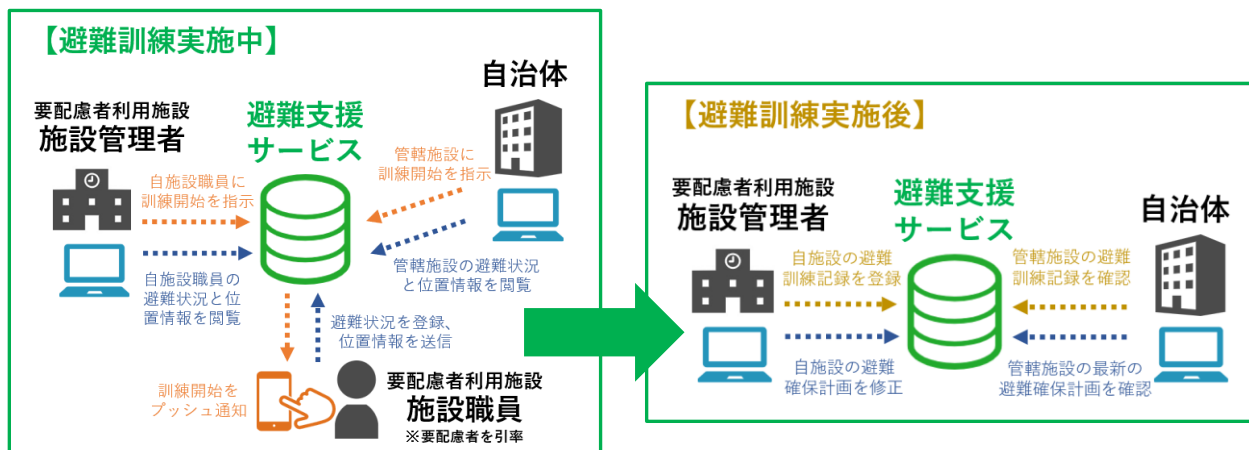 【避難訓練実施中】
自治体
要配慮者利用施設
施設管理者
避難支援
サービス
管轄施設に
訓練開始を指示
自施設職員に
訓練開始を指示
自施設職員の
避難状況と位
置情報を閲覧
管轄施設の避難状況
と位置情報を閲覧
避難状況を登録、
位置情報を送信
訓練開始を
プッシュ通知
要配慮者利用施設
施設職員
※要配慮者を引率
【避難訓練実施後】
要配慮者利用施設
施設管理者
避難支援
サービス
自治体
自施設の避難
訓練記録を登録
管轄施設の避難
訓練記録を確認
自施設の避難
確保計画を修正
管轄施設の最新の
避難確保計画を確認